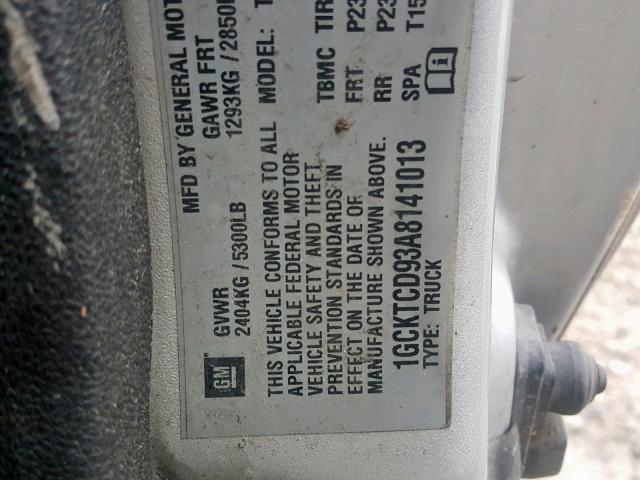 MFD BY GENERAL MOT
GAWR FRT
1293KG / 2850
MODEL: T
TBMC TIR
FRT P23
RR P23
SPA T15
GVWR
2404KG / 5300LB
GM
THIS VEHICLE CONFORMS TO ALL
APPLICABLE FEDERAL MOTOR
VEHICLE SAFETY AND THEFT
PREVENTION STANDARDS IN
EFFECT ON THE DATE OF
MANUFACTURE SHOWN ABOVE.
1GCKTCD93A8141013
TYPE: TRUCK